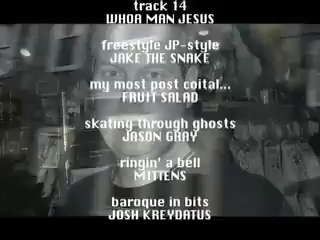 track 14
WHOA MAN JESUS
freestyle JP-style
JAKE THE SNAKE
my most post coital...
FRUIT SALAD
skating through ghosts
JASON GRAY
ringin' a bell
MITTENS
baroque in bits
JOSH KREYDATUS